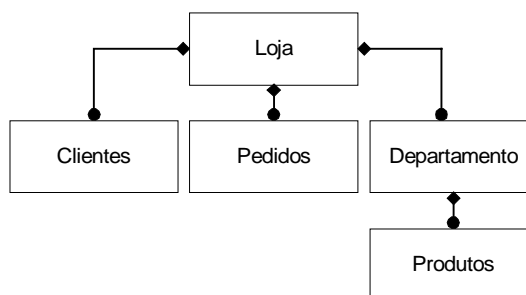 Loja
Clientes
Pedidos
Departamento
Produtos